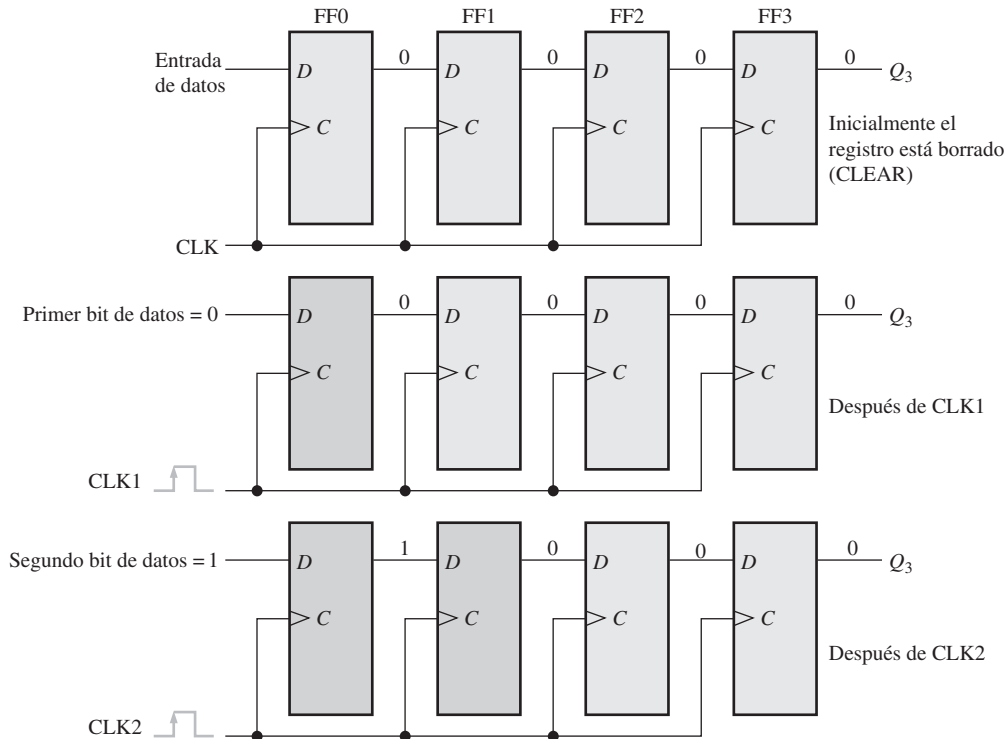 FF0 FF1 FF2 FF3
Entrada
de datos
D 0 D 0 D 0 D 0 Q3
C C C C
Inicialmente el
registro está borrado
(CLEAR)
CLK
Primer bit de datos = 0
D 0 D 0 D 0 D 0 Q3
C C C C
Después de CLK1
CLK1
Segundo bit de datos = 1
D 1 D 0 D 0 D 0 Q3
C C C C
Después de CLK2
CLK2